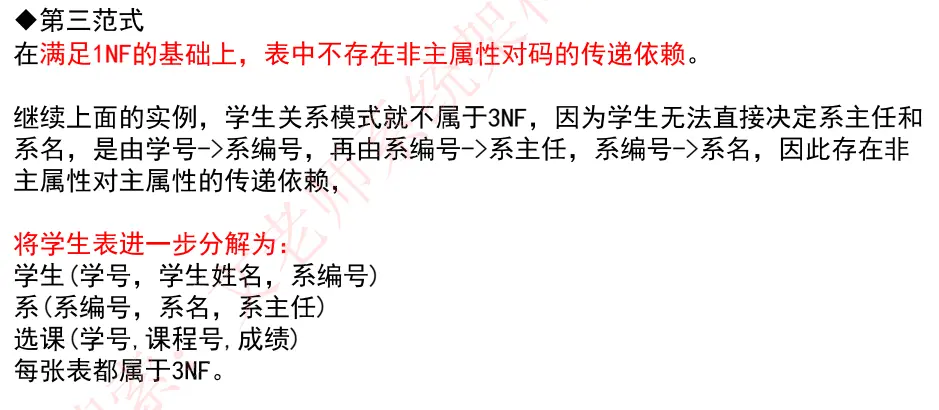 ◆第三范式
在满足1NF的基础上，表中不存在非主属性对码的传递依赖。
继续上面的实例，学生关系模式就不属于3NF，因为学生无法直接决定系主任和
系名，是由学号->系编号，再由系编号->系主任，系编号->系名，因此存在非
主属性对主属性的传递依赖，
将学生表进一步分解为：
学生(学号，学生姓名，系编号)
系(系编号，系名，系主任)
选课(学号,课程号,成绩)
每张表都属于3NF。